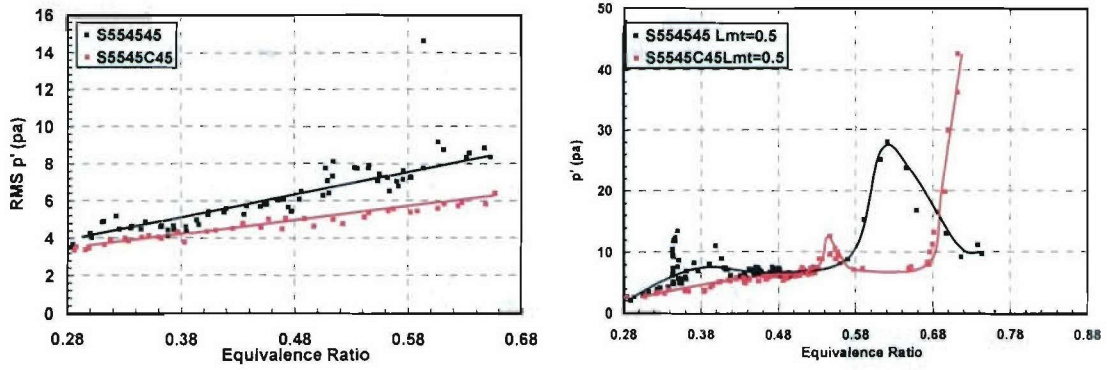 16
14
12
10
8
6
4
2
0
RMS p' (pa)
S554545
S5545C45
0.28 0.38 0.48 0.58 0.68
Equivalence Ratio
50
40
30
20
10
0
p' (pa)
S554545 Lmt=0.5
S5545C45Lmt=0.5
0.28 0.38 0.48 0.58 0.68 0.78 0.88
Equivalence Ratio